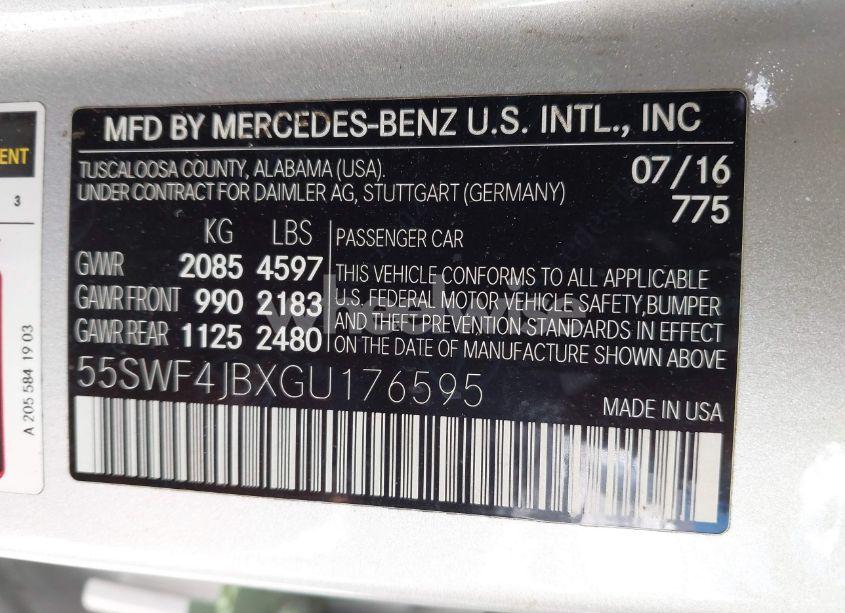 MFD BY MERCEDES-BENZ U.S. INTL., INC
TUSCALOOSA COUNTY, ALABAMA (USA).
UNDER CONTRACT FOR DAIMLER AG, STUTTGART (GERMANY)
07/16
775
KG LBS
GVWR 2085 4597
GAWR FRONT 990 2183
GAWR REAR 1125 2480
PASSENGER CAR
THIS VEHICLE CONFORMS TO ALL APPLICABLE
U.S. FEDERAL MOTOR VEHICLE SAFETY,BUMPER
AND THEFT PREVENTION STANDARDS IN EFFECT
ON THE DATE OF MANUFACTURE SHOWN ABOVE
55SWF4JBXGU176595
MADE IN USA
3
A 205 584 19 03